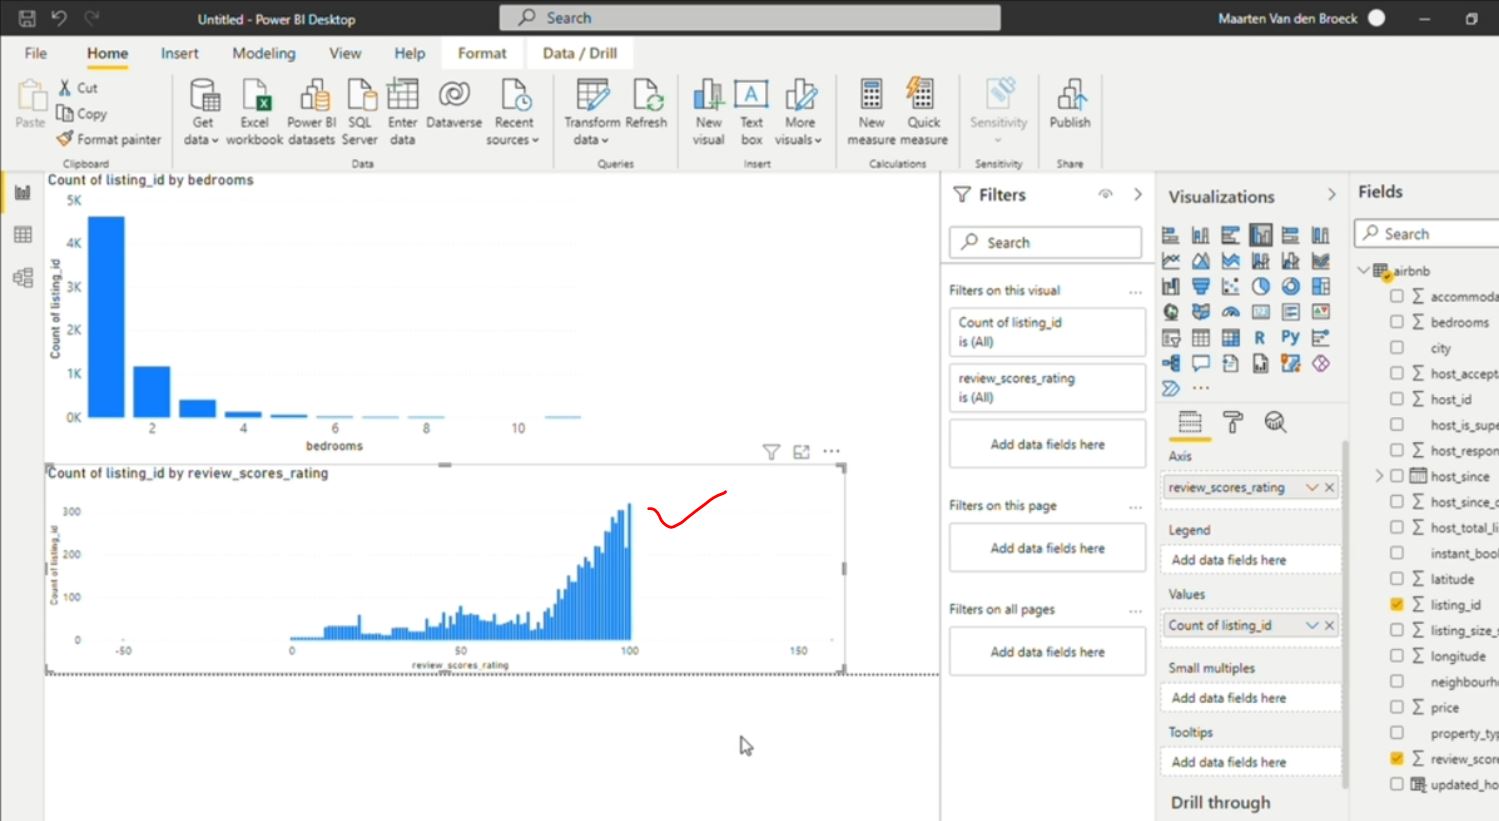 Untitled - Power BI Desktop
Search
Maarten Van den Broeck
File Home Insert Modeling View Help Format Data / Drill
Paste
Cut
Copy
Format painter
Clipboard
Get data
Excel workbook
Power BI datasets
SQL Server
Enter data
Dataverse
Recent sources
Data
Transform data
Refresh
Queries
New visual
Text box
More visuals
Insert
New measure
Quick measure
Calculations
Sensitivity
Sensitivity
Publish
Share
Count of listing_id by bedrooms
Count of listing_id
5K
4K
3K
2K
1K
0K
2 4 6 8 10
bedrooms
Count of listing_id by review_scores_rating
Count of listing_id
300
200
100
0
-50 0 50 100 150
review_scores_rating
Filters
Search
Filters on this visual
Count of listing_id
is (All)
review_scores_rating
is (All)
Add data fields here
Filters on this page
Add data fields here
Filters on all pages
Add data fields here
Visualizations
R Py
Axis
review_scores_rating
Legend
Add data fields here
Values
Count of listing_id
Small multiples
Add data fields here
Tooltips
Add data fields here
Drill through
Fields
Search
airbnb
accommoda
bedrooms
city
host_accept
host_id
host_is_supe
host_respon
host_since
host_since_
host_total_li
instant_bool
latitude
listing_id
listing_size_
longitude
neighbourh
price
property_typ
review_score
updated_ho